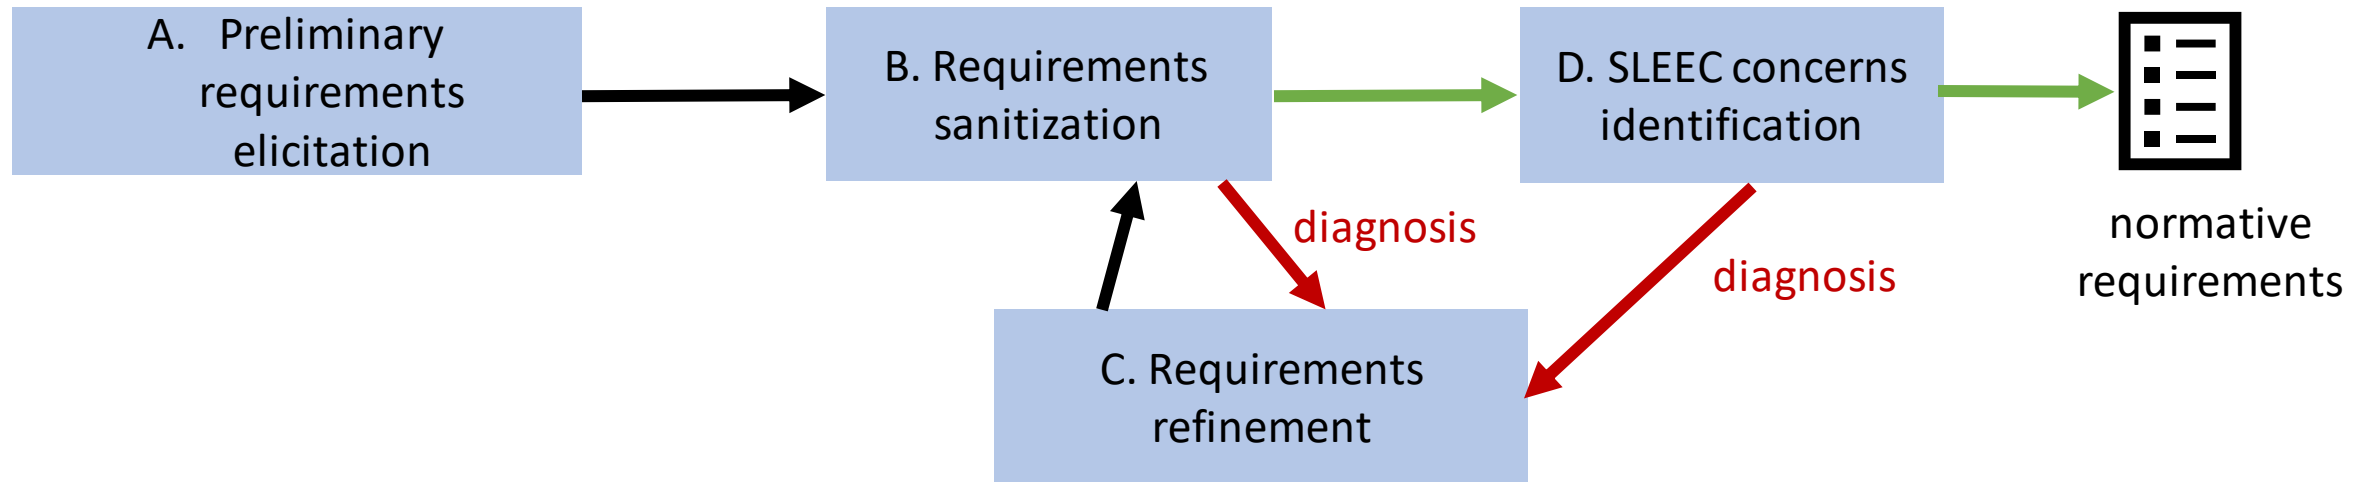 A. Preliminary
requirements
elicitation
B. Requirements
sanitization
D. SLEEC concerns
identification
normative
requirements
diagnosis
diagnosis
C. Requirements
refinement